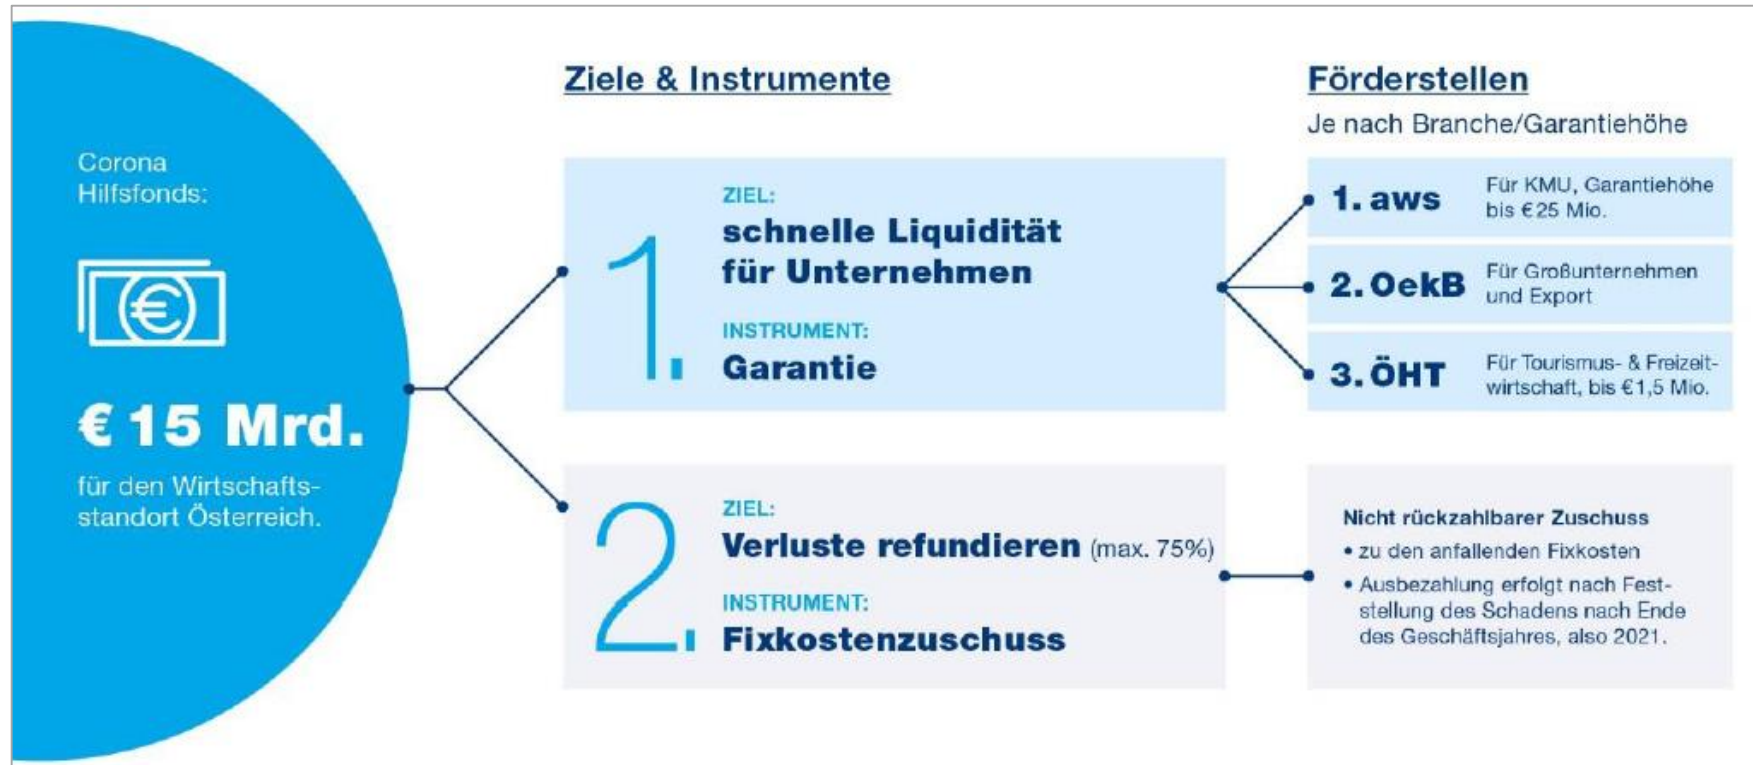 Corona
Hilfsfonds:
€
€ 15 Mrd.
für den Wirtschafts-
standort Österreich.
Ziele & Instrumente
1.
ZIEL:
schnelle Liquidität
für Unternehmen
INSTRUMENT:
Garantie
2.
ZIEL:
Verluste refundieren (max. 75%)
INSTRUMENT:
Fixkostenzuschuss
Förderstellen
Je nach Branche/Garantiehöhe
1. aws
Für KMU, Garantiehöhe
bis € 25 Mio.
2. OekB
Für Großunternehmen
und Export
3. ÖHT
Für Tourismus- & Freizeit-
wirtschaft, bis € 1,5 Mio.
Nicht rückzahlbarer Zuschuss
• zu den anfallenden Fixkosten
• Ausbezahlung erfolgt nach Fest-
stellung des Schadens nach Ende
des Geschäftsjahres, also 2021.